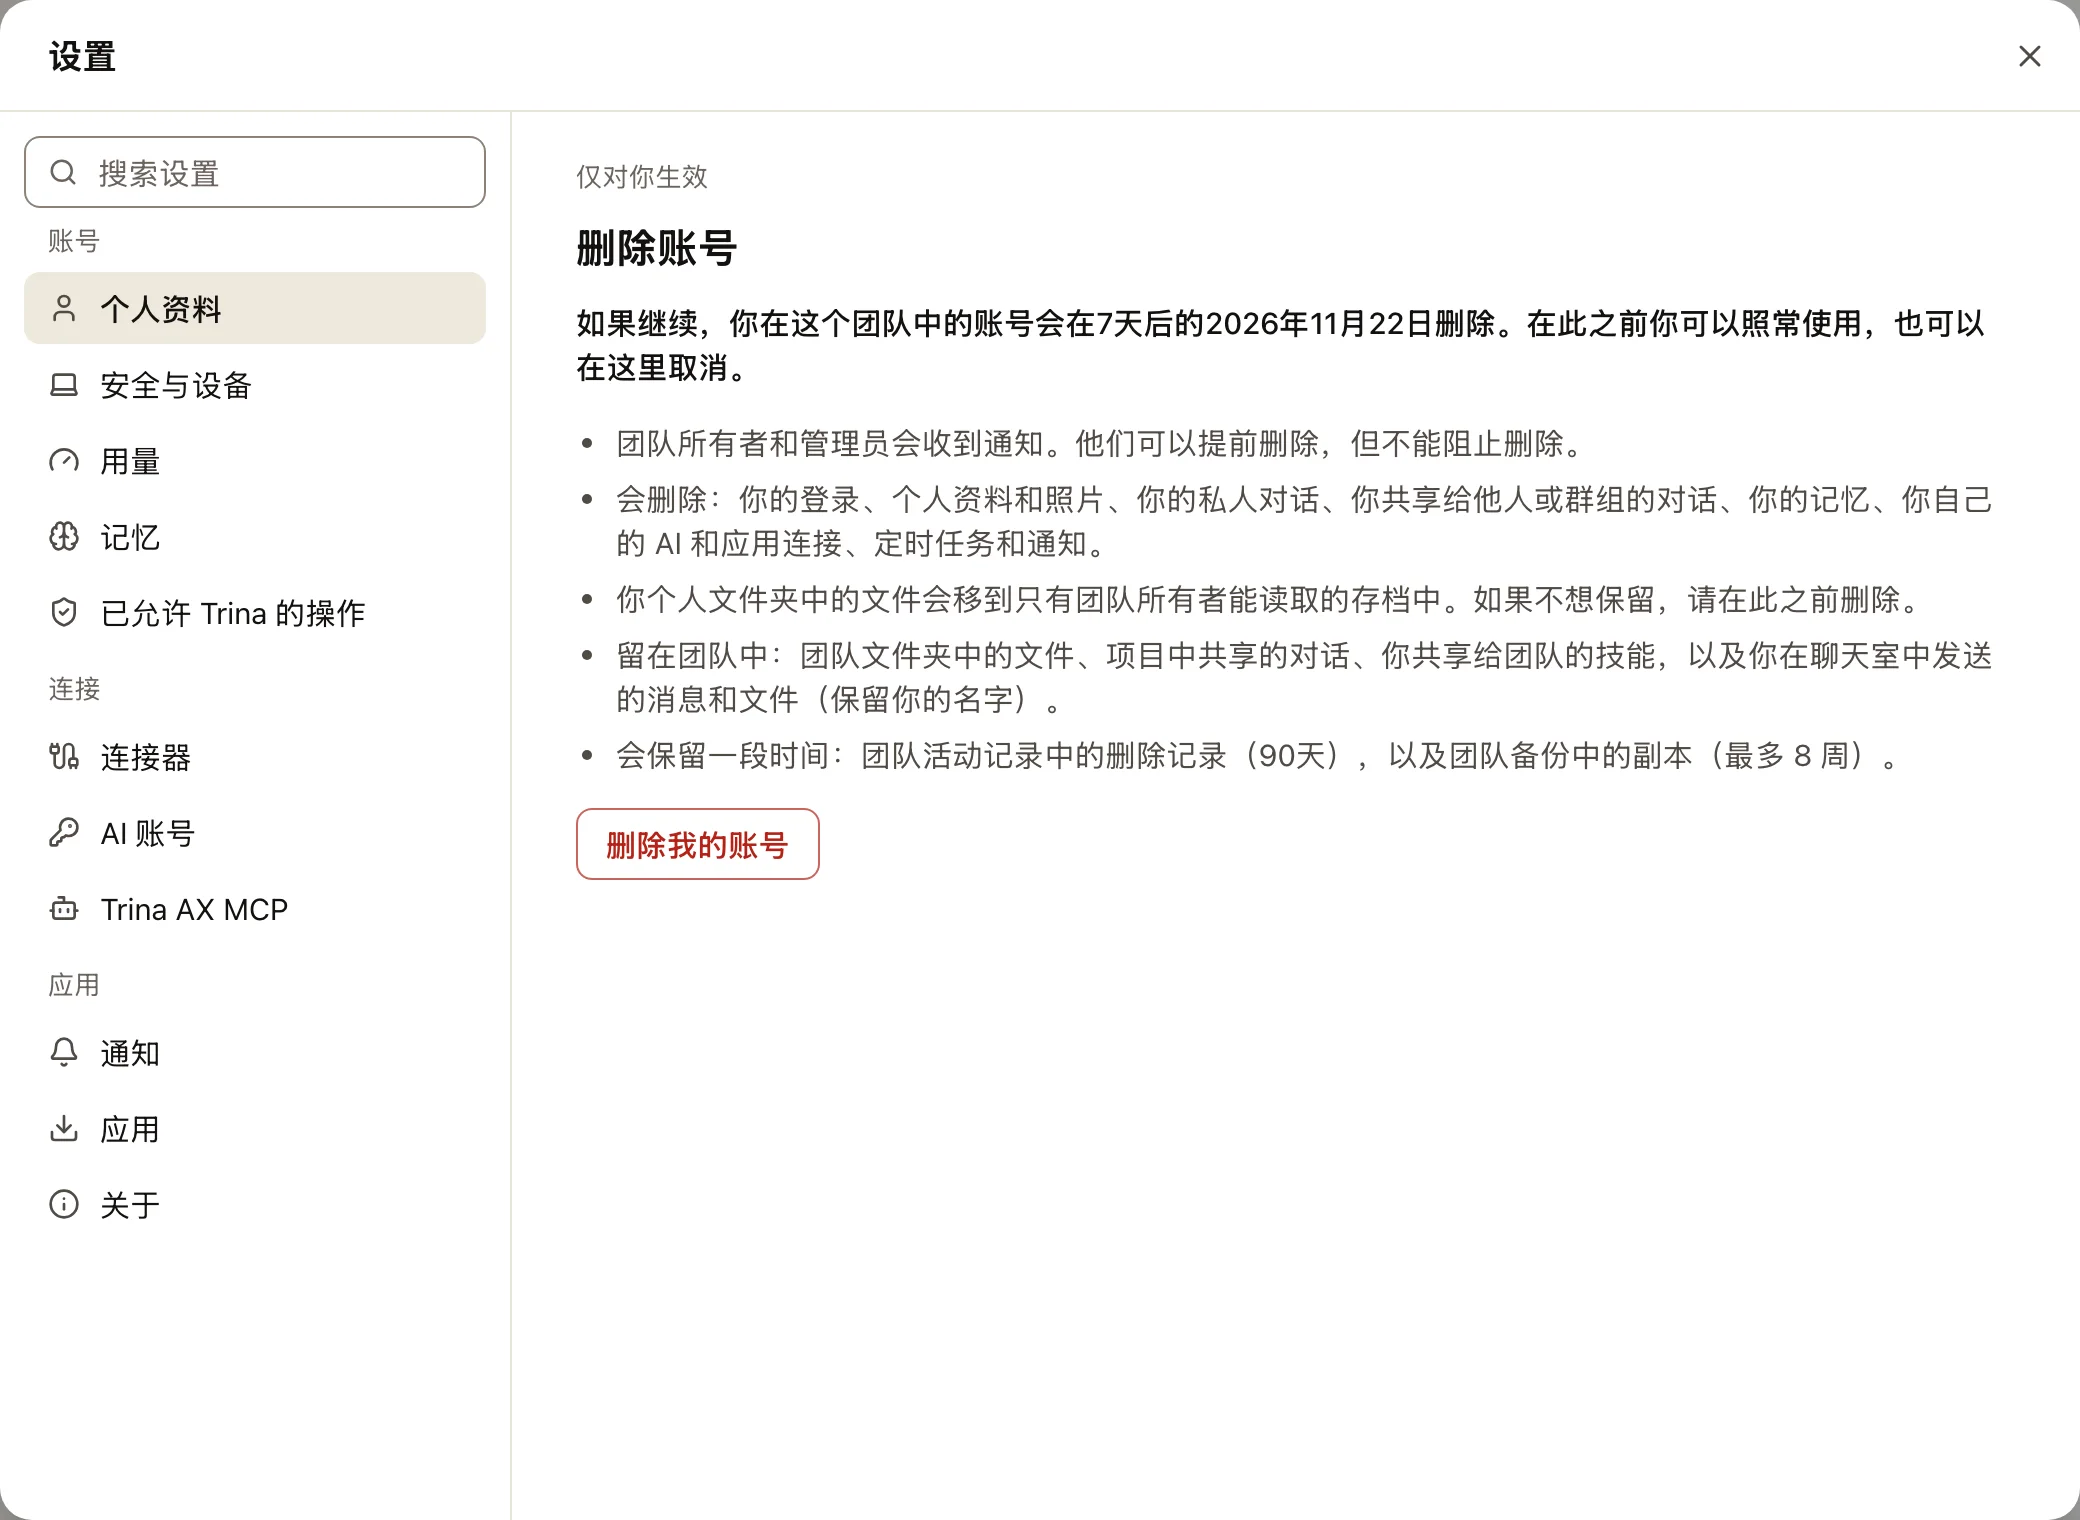 设置
搜索设置
账号
个人资料
安全与设备
用量
记忆
已允许 Trina 的操作
连接
连接器
AI 账号
Trina AX MCP
应用
通知
应用
关于
仅对你生效
删除账号
如果继续，你在这个团队中的账号会在7天后的2026年11月22日删除。在此之前你可以照常使用，也可以
在这里取消。
• 团队所有者和管理员会收到通知。他们可以提前删除，但不能阻止删除。
• 会删除：你的登录、个人资料和照片、你的私人对话、你共享给他人或群组的对话、你的记忆、你自己
的 AI 和应用连接、定时任务和通知。
• 你个人文件夹中的文件会移到只有团队所有者能读取的存档中。如果不想保留，请在此之前删除。
• 留在团队中：团队文件夹中的文件、项目中共享的对话、你共享给团队的技能，以及你在聊天室中发送
的消息和文件（保留你的名字）。
• 会保留一段时间：团队活动记录中的删除记录（90天），以及团队备份中的副本（最多 8 周）。
删除我的账号